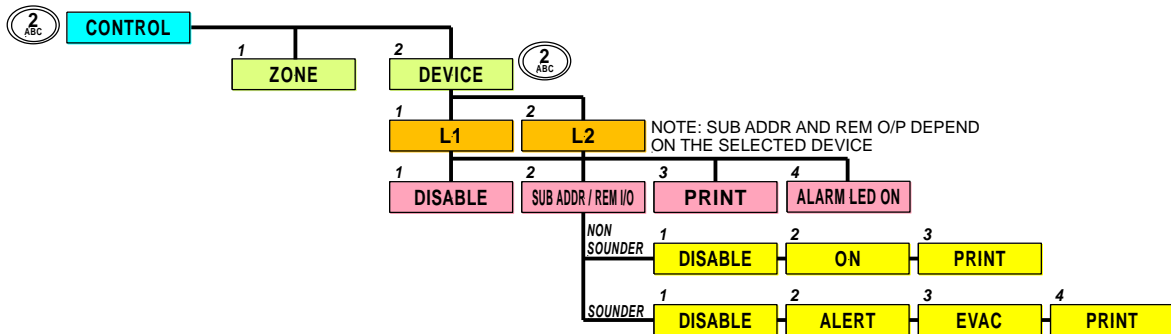 2
ABC
CONTROL
1
ZONE
2
DEVICE
2
ABC
1
L1
2
L2
NOTE: SUB ADDR AND REM O/P DEPEND
ON THE SELECTED DEVICE
1
DISABLE
2
SUB ADDR / REM I/O
3
PRINT
4
ALARM LED ON
NON
SOUNDER
1
DISABLE
2
ON
3
PRINT
SOUNDER
1
DISABLE
2
ALERT
3
EVAC
4
PRINT